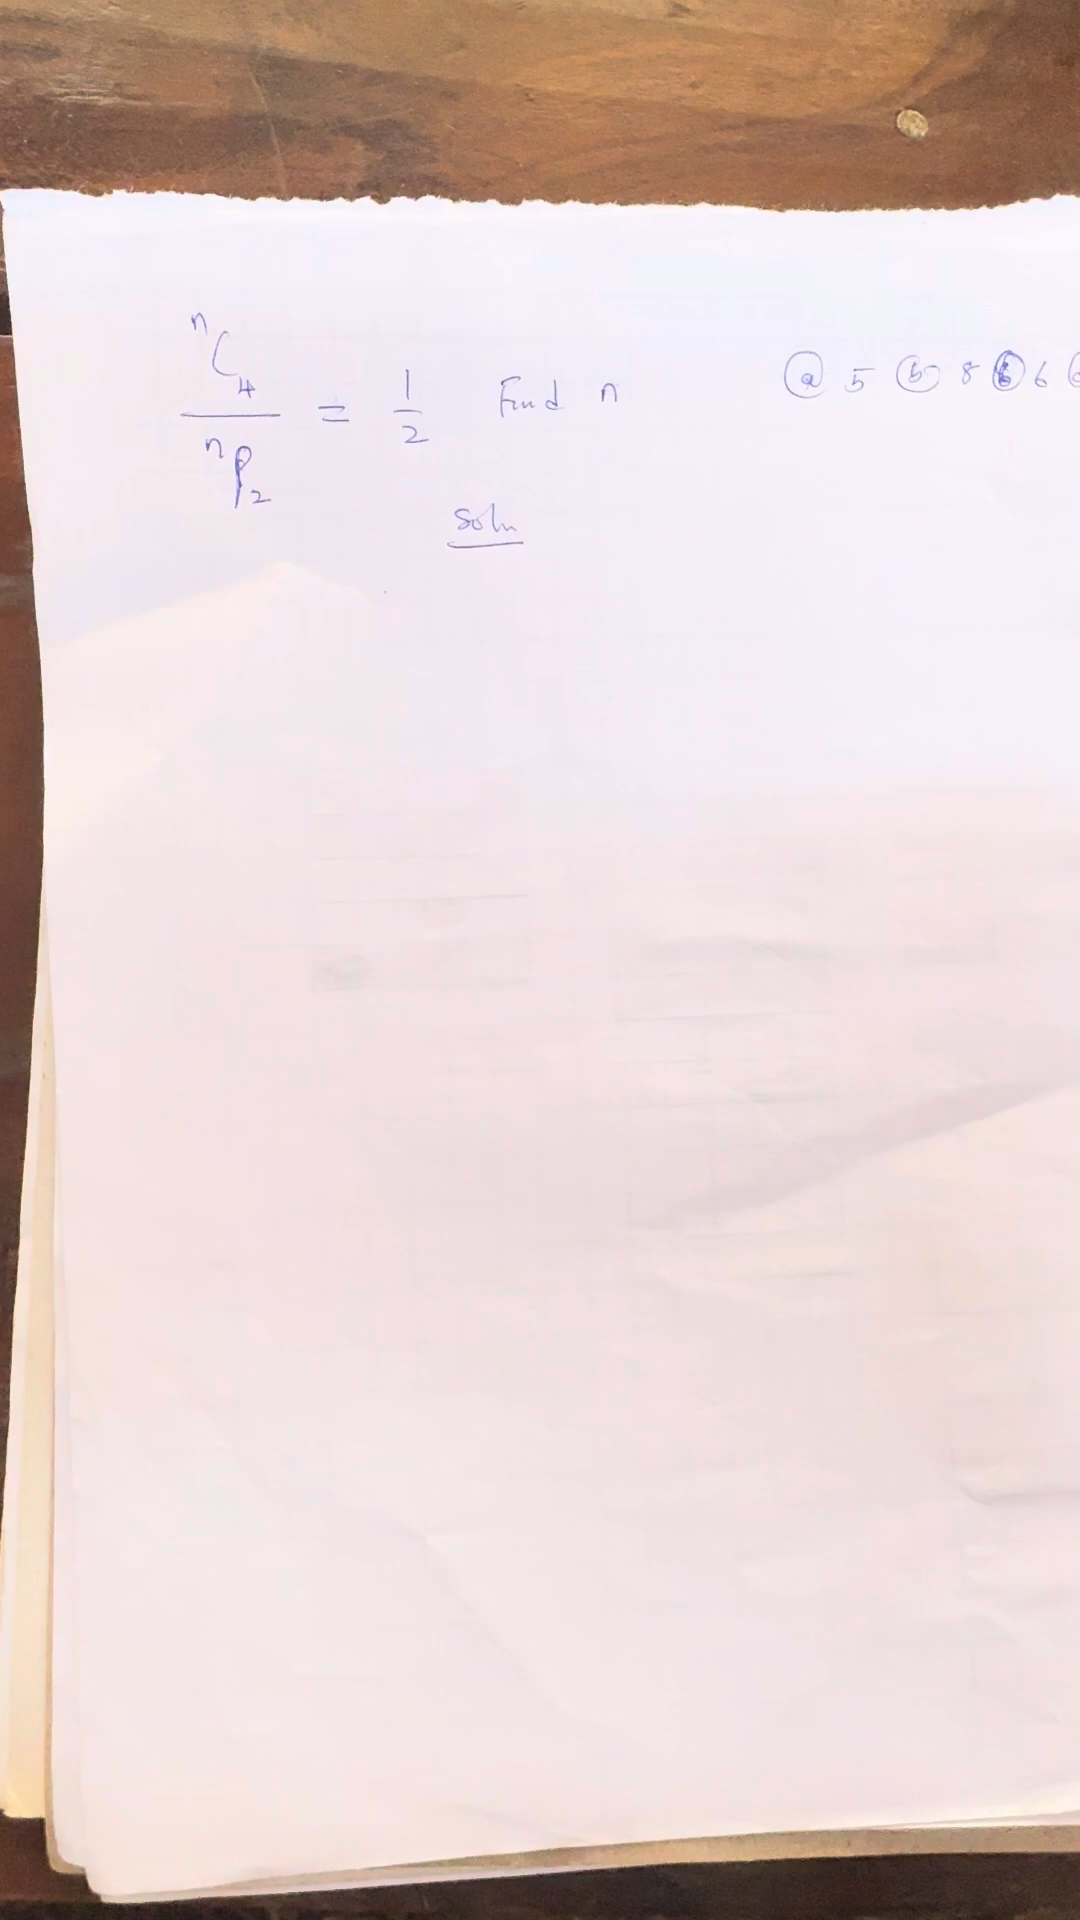 ⁿC₄ / ⁿP₂ = 1/2 Find n (a) 5 (b) 8 (c) 6
Soln